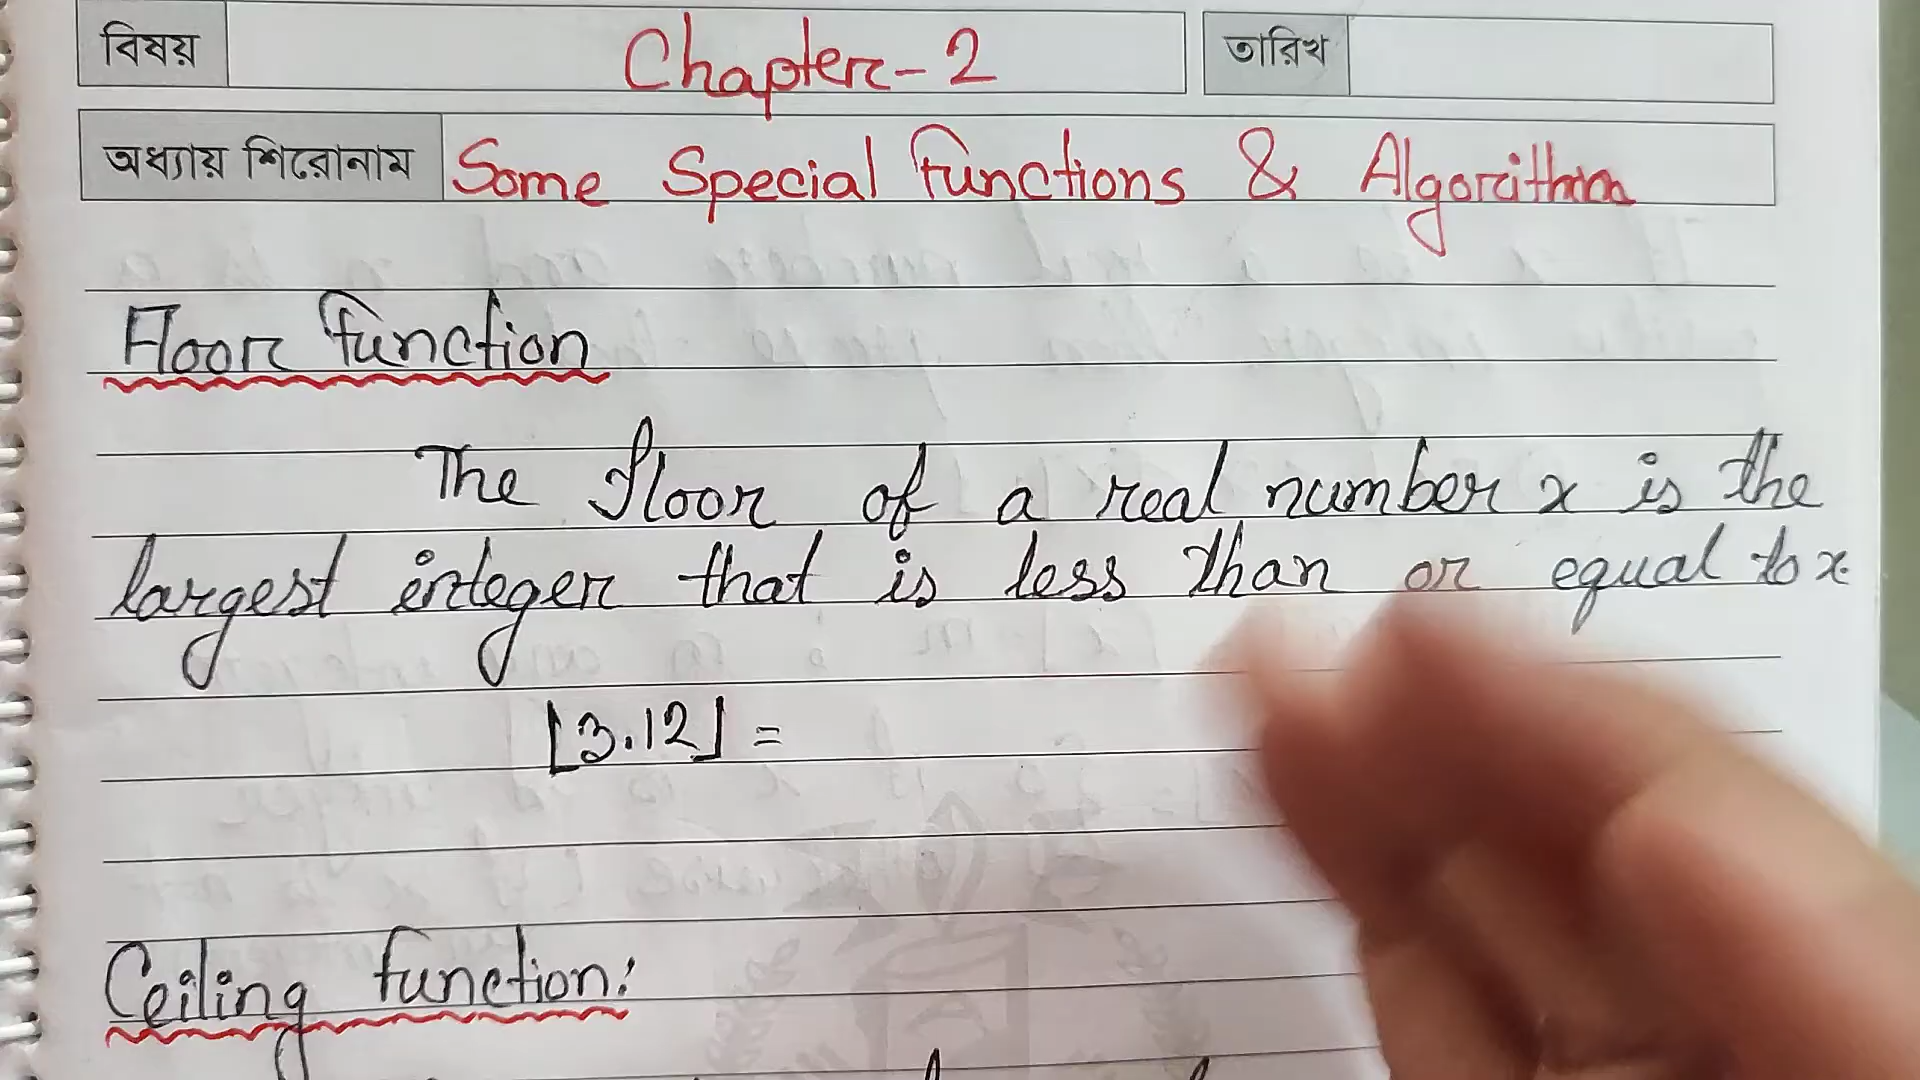 বিষয় Chapter-2 তারিখ
অধ্যায় শিরোনাম Some Special functions & Algorithm
Floor function
The floor of a real number x is the
largest integer that is less than or equal to x.
⌊3.12⌋ =
Ceiling function: